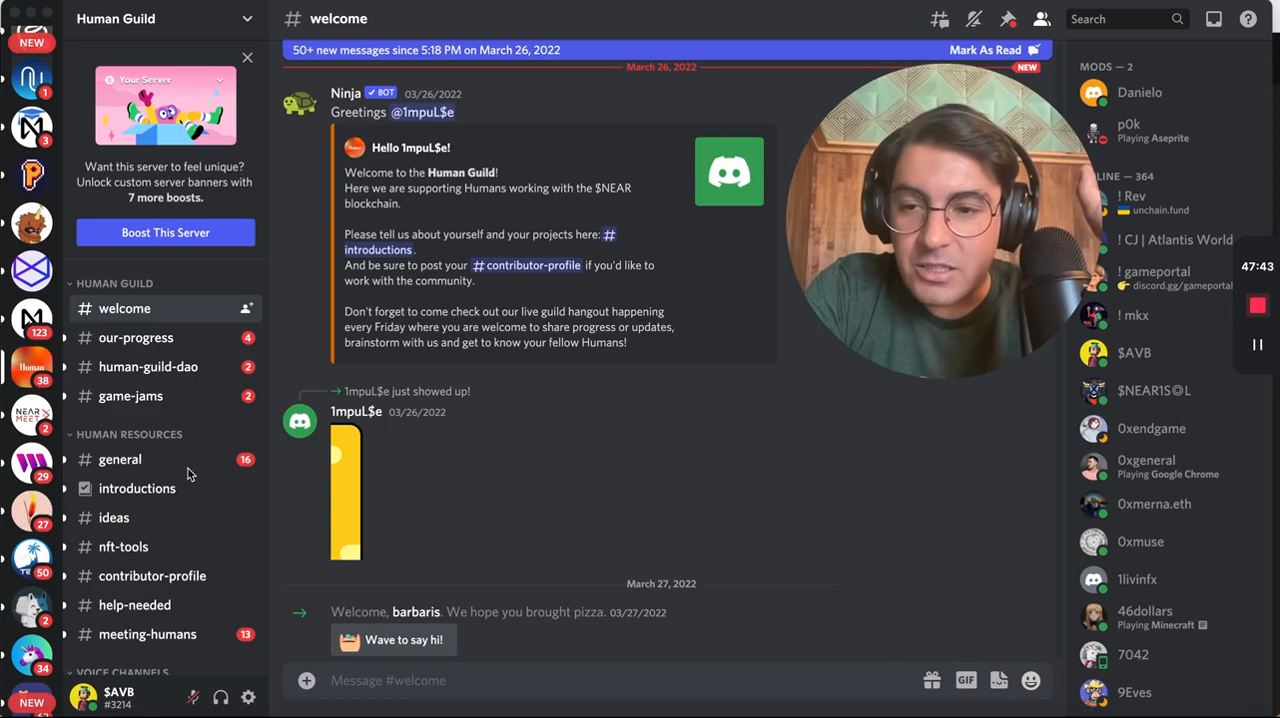 NEW
1
3
123
Human
38
NEAR
MEET
2
29
27
50
2
34
NEW
Human Guild
Your Server
Want this server to feel unique?
Unlock custom server banners with
7 more boosts.
Boost This Server
HUMAN GUILD
# welcome
# our-progress 4
# human-guild-dao 2
# game-jams 2
HUMAN RESOURCES
# general 16
introductions
# ideas
# nft-tools
# contributor-profile
# help-needed
# meeting-humans 13
VOICE CHANNELS
$AVB
#3214
# welcome
Search
50+ new messages since 5:18 PM on March 26, 2022 Mark As Read
March 26, 2022 NEW
Ninja ✓ BOT 03/26/2022
Greetings @1mpuL$e
Human Hello 1mpuL$e!
Welcome to the Human Guild!
Here we are supporting Humans working with the $NEAR
blockchain.
Please tell us about yourself and your projects here: #
introductions .
And be sure to post your # contributor-profile if you'd like to
work with the community.
Don't forget to come check out our live guild hangout happening
every Friday where you are welcome to share progress or updates,
brainstorm with us and get to know your fellow Humans!
1mpuL$e just showed up!
1mpuL$e 03/26/2022
March 27, 2022
Welcome, barbaris. We hope you brought pizza. 03/27/2022
Wave to say hi!
Message #welcome
GIF
MODS — 2
Danielo
p0k
Playing Aseprite
LINE — 364
! Rev
unchain.fund
! CJ | Atlantis World
! gameportal
discord.gg/gameportal
! mkx
$AVB
$NEAR1S©L
0xendgame
0xgeneral
Playing Google Chrome
0xmerna.eth
0xmuse
1livinfx
46dollars
Playing Minecraft
7042
9Eves
47:43